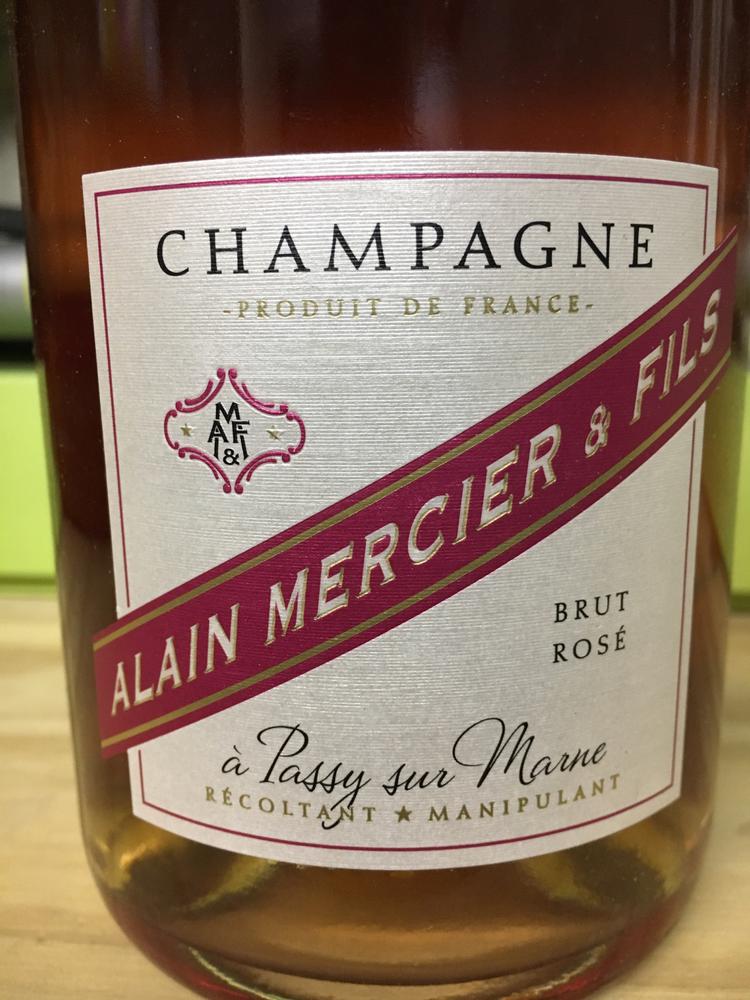 CHAMPAGNE
-PRODUIT DE FRANCE-
M
A F
&
ALAIN MERCIER & FILS
BRUT
ROSÉ
à Passy sur Marne
RÉCOLTANT ★ MANIPULANT